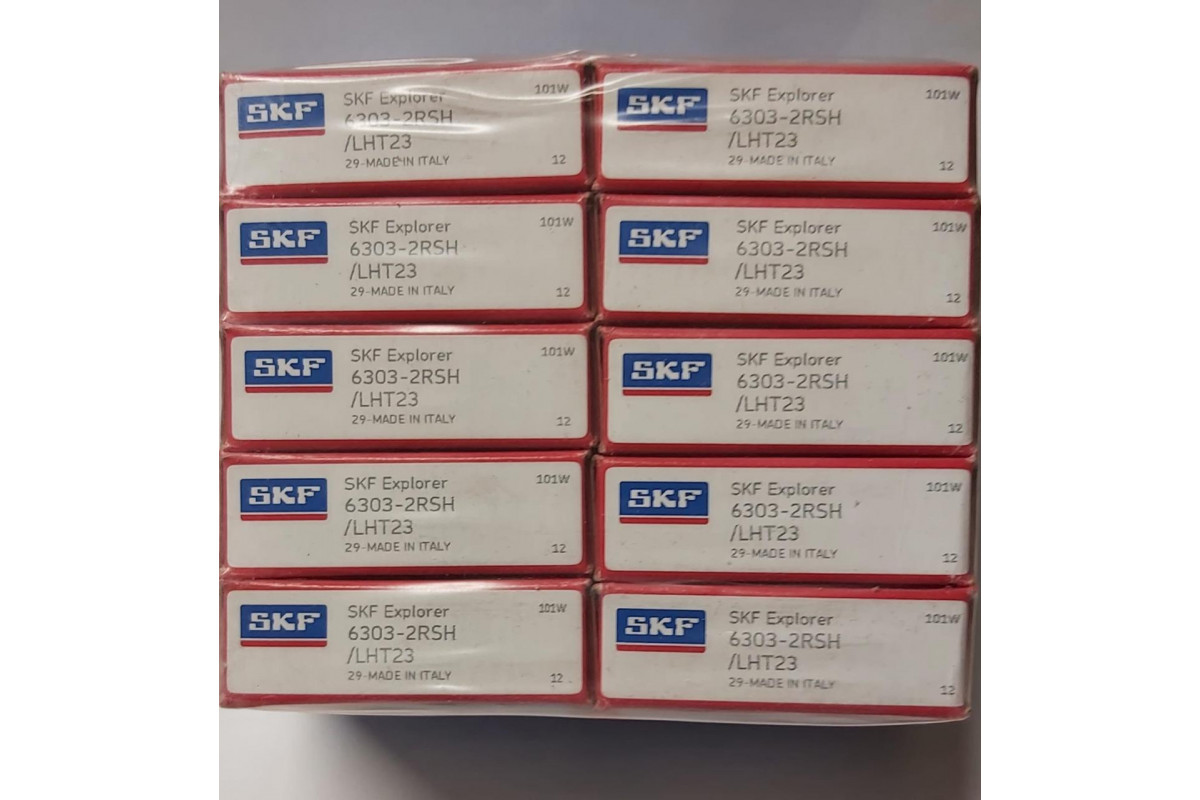 SKF
SKF Explorer
101W
6303-2RSH
/LHT23
29-MADE IN ITALY
12
SKF
SKF Explorer
101W
6303-2RSH
/LHT23
29-MADE IN ITALY
12
SKF
SKF Explorer
101W
6303-2RSH
/LHT23
29-MADE IN ITALY
12
SKF
SKF Explorer
101W
6303-2RSH
/LHT23
29-MADE IN ITALY
12
SKF
SKF Explorer
101W
6303-2RSH
/LHT23
29-MADE IN ITALY
12
SKF
SKF Explorer
101W
6303-2RSH
/LHT23
29-MADE IN ITALY
12
SKF
SKF Explorer
101W
6303-2RSH
/LHT23
29-MADE IN ITALY
12
SKF
SKF Explorer
101W
6303-2RSH
/LHT23
29-MADE IN ITALY
12
SKF
SKF Explorer
101W
6303-2RSH
/LHT23
29-MADE IN ITALY
12
SKF
SKF Explorer
101W
6303-2RSH
/LHT23
29-MADE IN ITALY
12